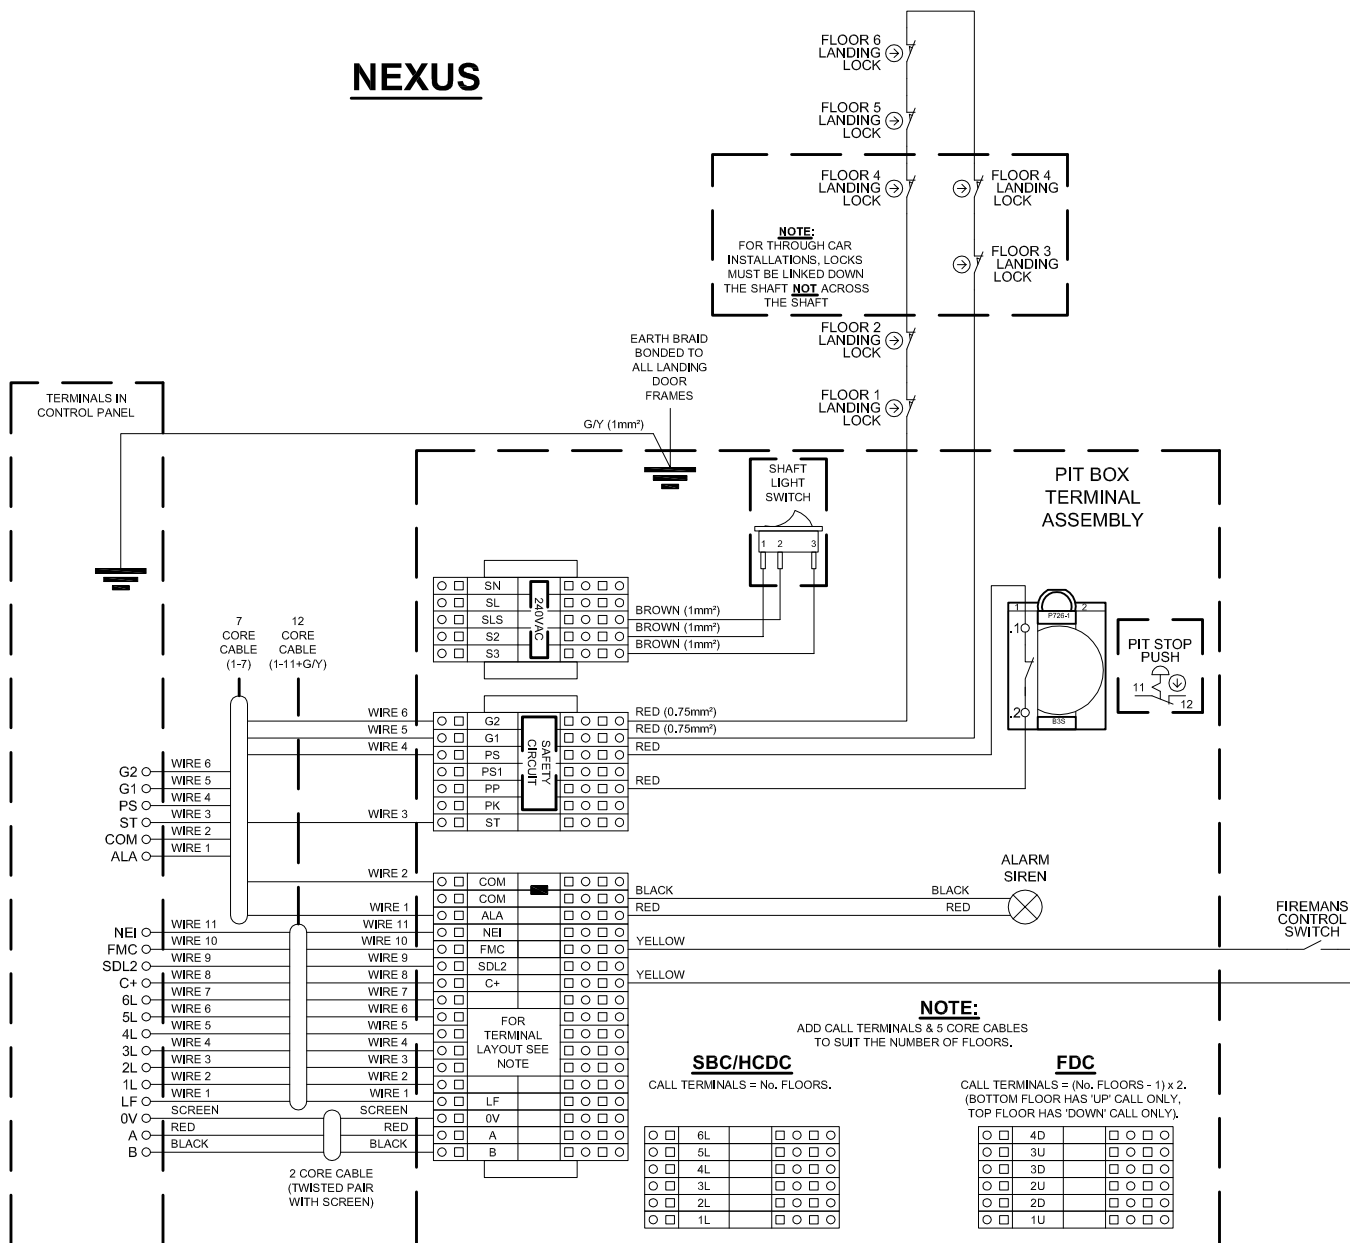 NEXUS
FLOOR 6
LANDING
LOCK
FLOOR 5
LANDING
LOCK
FLOOR 4
LANDING
LOCK
FLOOR 4
LANDING
LOCK
NOTE:
FOR THROUGH CAR
INSTALLATIONS, LOCKS
MUST BE LINKED DOWN
THE SHAFT NOT ACROSS
THE SHAFT
FLOOR 3
LANDING
LOCK
FLOOR 2
LANDING
LOCK
FLOOR 1
LANDING
LOCK
EARTH BRAID
BONDED TO
ALL LANDING
DOOR
FRAMES
G/Y (1mm²)
TERMINALS IN
CONTROL PANEL
SHAFT
LIGHT
SWITCH
1 2 3
PIT BOX
TERMINAL
ASSEMBLY
SN
SL
SLS
S2
S3
240VAC
BROWN (1mm²)
BROWN (1mm²)
BROWN (1mm²)
1 2
P726-1
.1
.2
B3S
PIT STOP
PUSH
11
12
7
CORE
CABLE
(1-7)
12
CORE
CABLE
(1-11+G/Y)
WIRE 6
WIRE 5
WIRE 4
WIRE 3
G2
G1
PS
PS1
PP
PK
ST
SAFETY
CIRCUIT
RED (0.75mm²)
RED (0.75mm²)
RED
RED
G2 WIRE 6
G1 WIRE 5
PS WIRE 4
ST WIRE 3
COM WIRE 2
ALA WIRE 1
WIRE 2 COM
COM BLACK BLACK
WIRE 1 ALA RED RED
ALARM
SIREN
NEI WIRE 11 WIRE 11 NEI
FMC WIRE 10 WIRE 10 FMC YELLOW
SDL2 WIRE 9 WIRE 9 SDL2
C+ WIRE 8 WIRE 8 C+ YELLOW
6L WIRE 7 WIRE 7
5L WIRE 6 WIRE 6
4L WIRE 5 WIRE 5
3L WIRE 4 WIRE 4
2L WIRE 3 WIRE 3
1L WIRE 2 WIRE 2
LF WIRE 1 WIRE 1 LF
0V SCREEN SCREEN 0V
A RED RED A
B BLACK BLACK B
FOR
TERMINAL
LAYOUT SEE
NOTE
2 CORE CABLE
(TWISTED PAIR
WITH SCREEN)
FIREMANS
CONTROL
SWITCH
NOTE:
ADD CALL TERMINALS & 5 CORE CABLES
TO SUIT THE NUMBER OF FLOORS.
SBC/HCDC
CALL TERMINALS = No. FLOORS.
6L
5L
4L
3L
2L
1L
FDC
CALL TERMINALS = (No. FLOORS - 1) x 2.
(BOTTOM FLOOR HAS 'UP' CALL ONLY,
TOP FLOOR HAS 'DOWN' CALL ONLY).
4D
3U
3D
2U
2D
1U